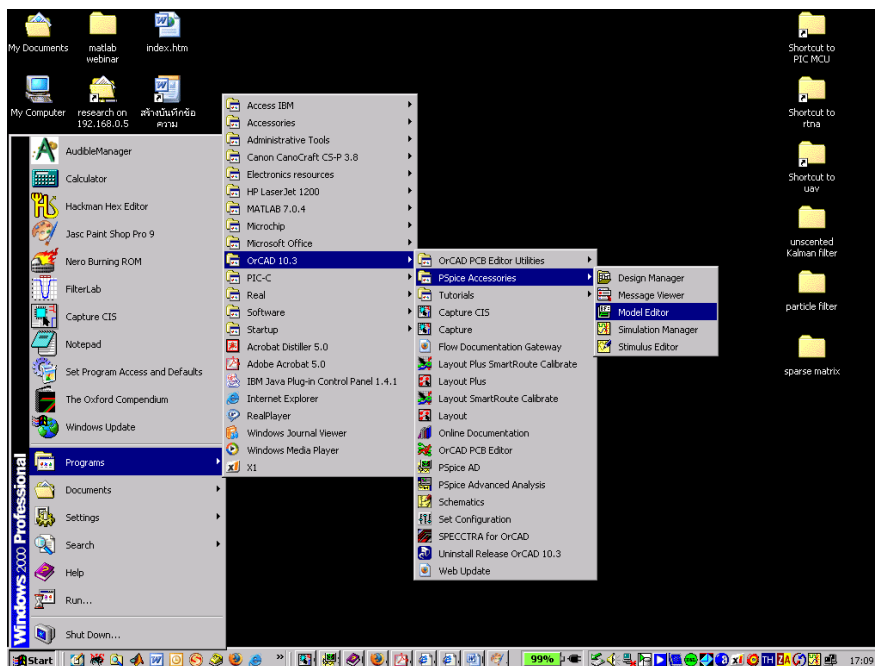 My Documents
matlab
webinar
index.htm
My Computer
research on
192.168.0.5
สร้างบันทึกข้อ
ความ
Shortcut to
PIC MCU
Shortcut to
rtna
Shortcut to
uav
unscented
Kalman filter
particle filter
sparse matrix
Windows 2000 Professional
AudibleManager
Calculator
Hackman Hex Editor
Jasc Paint Shop Pro 9
Nero Burning ROM
FilterLab
Capture CIS
Notepad
Set Program Access and Defaults
The Oxford Compendium
Windows Update
Programs
Documents
Settings
Search
Help
Run...
Shut Down...
Access IBM
Accessories
Administrative Tools
Canon CanoCraft CS-P 3.8
Electronics resources
HP LaserJet 1200
MATLAB 7.0.4
Microchip
Microsoft Office
OrCAD 10.3
PIC-C
Real
Software
Startup
Acrobat Distiller 5.0
Adobe Acrobat 5.0
IBM Java Plug-in Control Panel 1.4.1
Internet Explorer
RealPlayer
Windows Journal Viewer
Windows Media Player
X1
OrCAD PCB Editor Utilities
PSpice Accessories
Tutorials
Capture CIS
Capture
Flow Documentation Gateway
Layout Plus SmartRoute Calibrate
Layout Plus
Layout SmartRoute Calibrate
Layout
Online Documentation
OrCAD PCB Editor
PSpice AD
PSpice Advanced Analysis
Schematics
Set Configuration
SPECCTRA for OrCAD
Uninstall Release OrCAD 10.3
Web Update
Design Manager
Message Viewer
Model Editor
Simulation Manager
Stimulus Editor
Start
99%
TH
17:09